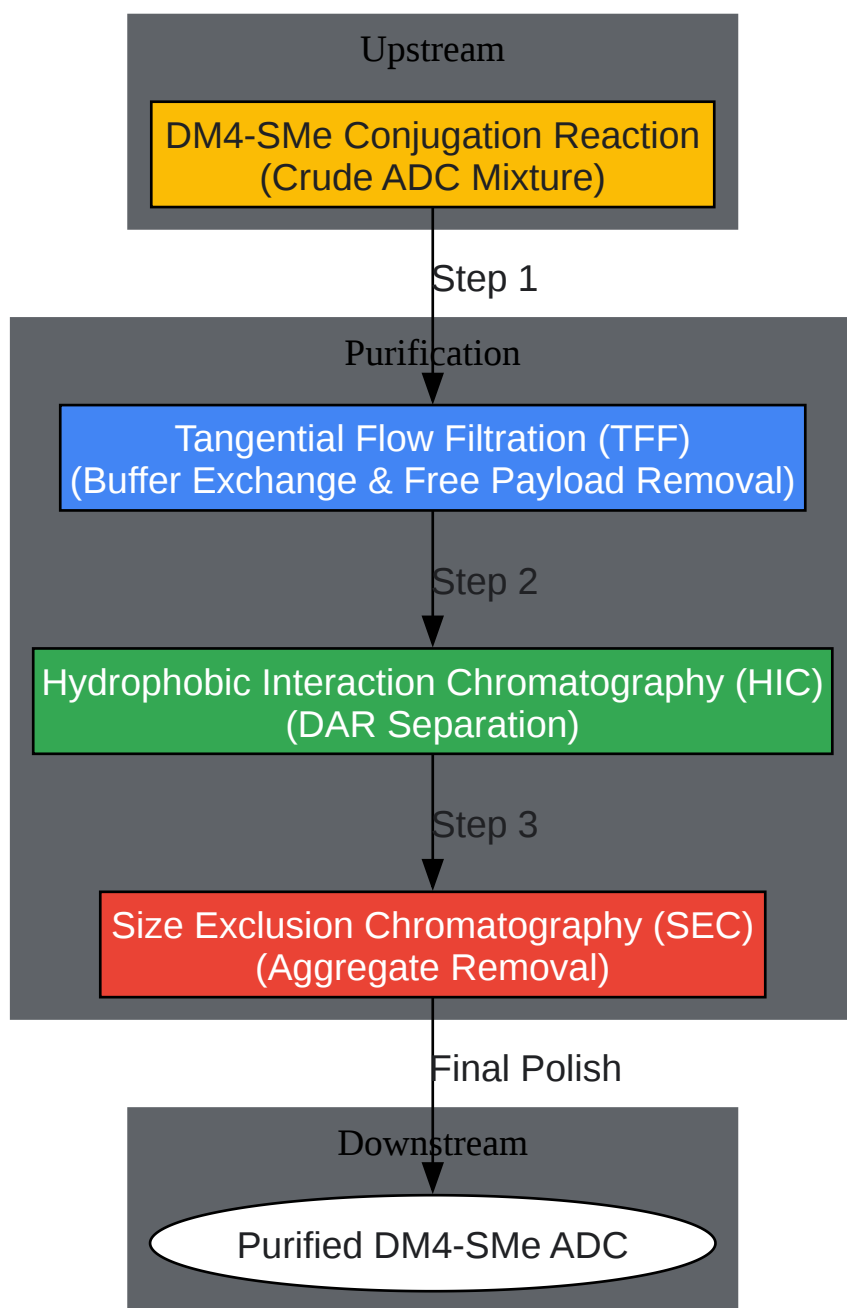 Upstream
DM4-SMe Conjugation Reaction
(Crude ADC Mixture)
Step 1
Purification
Tangential Flow Filtration (TFF)
(Buffer Exchange & Free Payload Removal)
Step 2
Hydrophobic Interaction Chromatography (HIC)
(DAR Separation)
Step 3
Size Exclusion Chromatography (SEC)
(Aggregate Removal)
Final Polish
Downstream
Purified DM4-SMe ADC